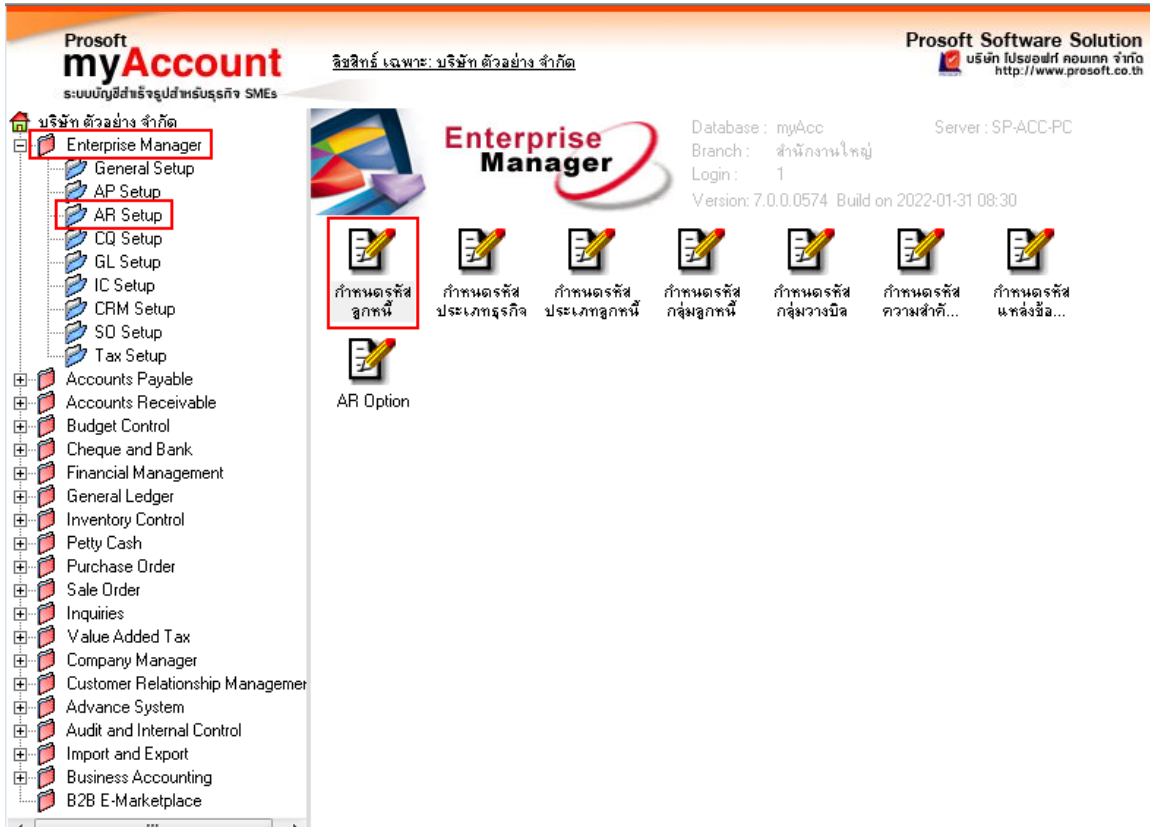 Prosoft
myAccount
ระบบบัญชีสำเร็จรูปสำหรับธุรกิจ SMEs
ลิขสิทธิ์ เฉพาะ: บริษัท ตัวอย่าง จำกัด
Prosoft Software Solution
บริษัท โปรซอฟท์ คอมเทค จำกัด
http://www.prosoft.co.th
บริษัท ตัวอย่าง จำกัด
Enterprise Manager
General Setup
AP Setup
AR Setup
CQ Setup
GL Setup
IC Setup
CRM Setup
SO Setup
Tax Setup
Accounts Payable
Accounts Receivable
Budget Control
Cheque and Bank
Financial Management
General Ledger
Inventory Control
Petty Cash
Purchase Order
Sale Order
Inquiries
Value Added Tax
Company Manager
Customer Relationship Managemer
Advance System
Audit and Internal Control
Import and Export
Business Accounting
B2B E-Marketplace
Enterprise
Manager
Database : myAcc Server : SP-ACC-PC
Branch : สำนักงานใหญ่
Login : 1
Version: 7.0.0.0574 Build on 2022-01-31 08:30
กำหนดรหัส กำหนดรหัส กำหนดรหัส กำหนดรหัส กำหนดรหัส กำหนดรหัส กำหนดรหัส
ลูกหนี้ ประเภทธุรกิจ ประเภทลูกหนี้ กลุ่มลูกหนี้ กลุ่มวางบิล ความสำคั... แหล่งข้อ...
AR Option